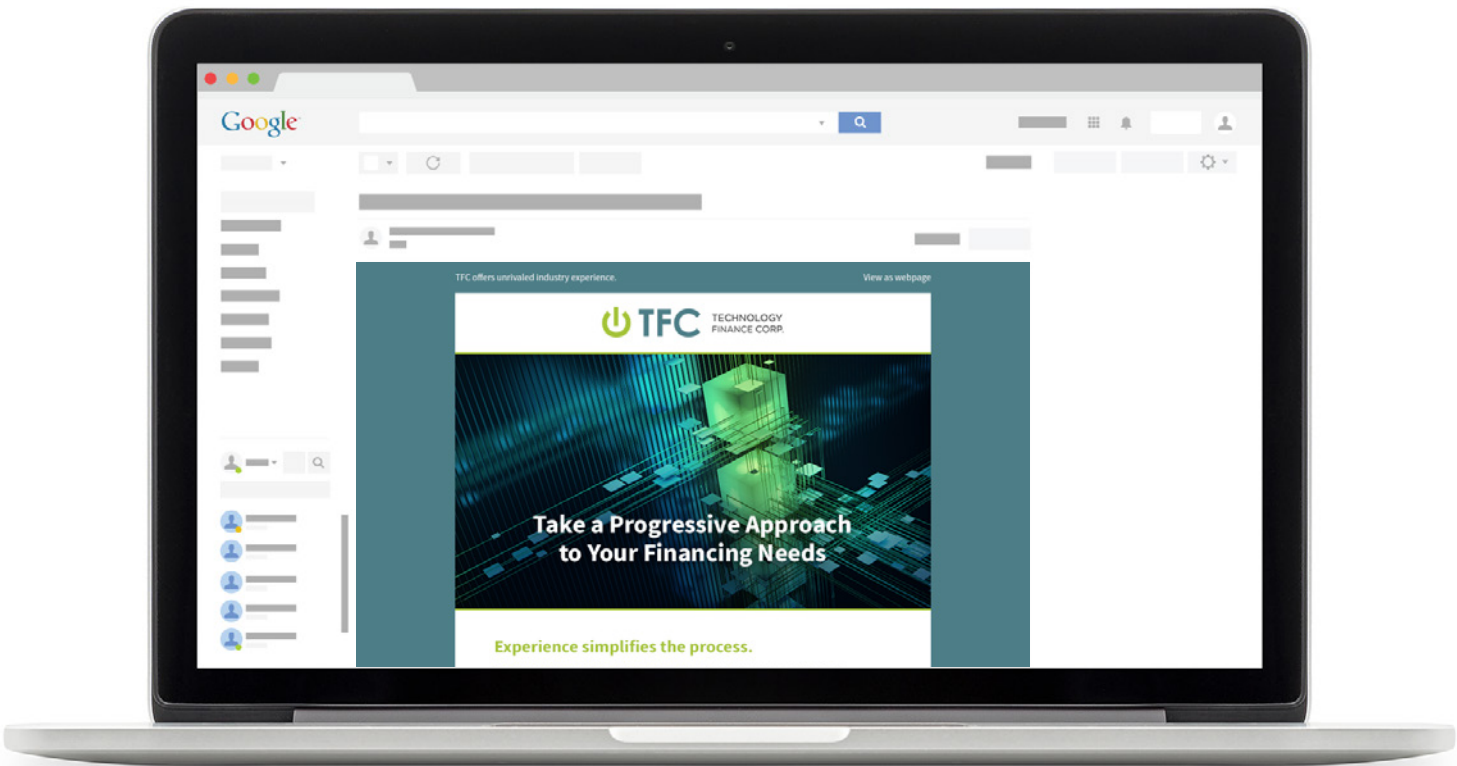 Google
TFC offers unrivaled industry experience.
View as webpage
TFC TECHNOLOGY
FINANCE CORP.
Take a Progressive Approach
to Your Financing Needs
Experience simplifies the process.